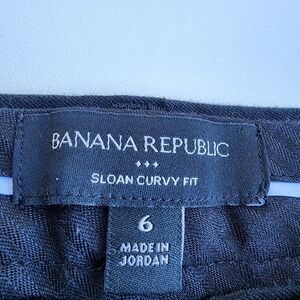 BANANA REPUBLIC
SLOAN CURVY FIT
6
MADE IN
JORDAN